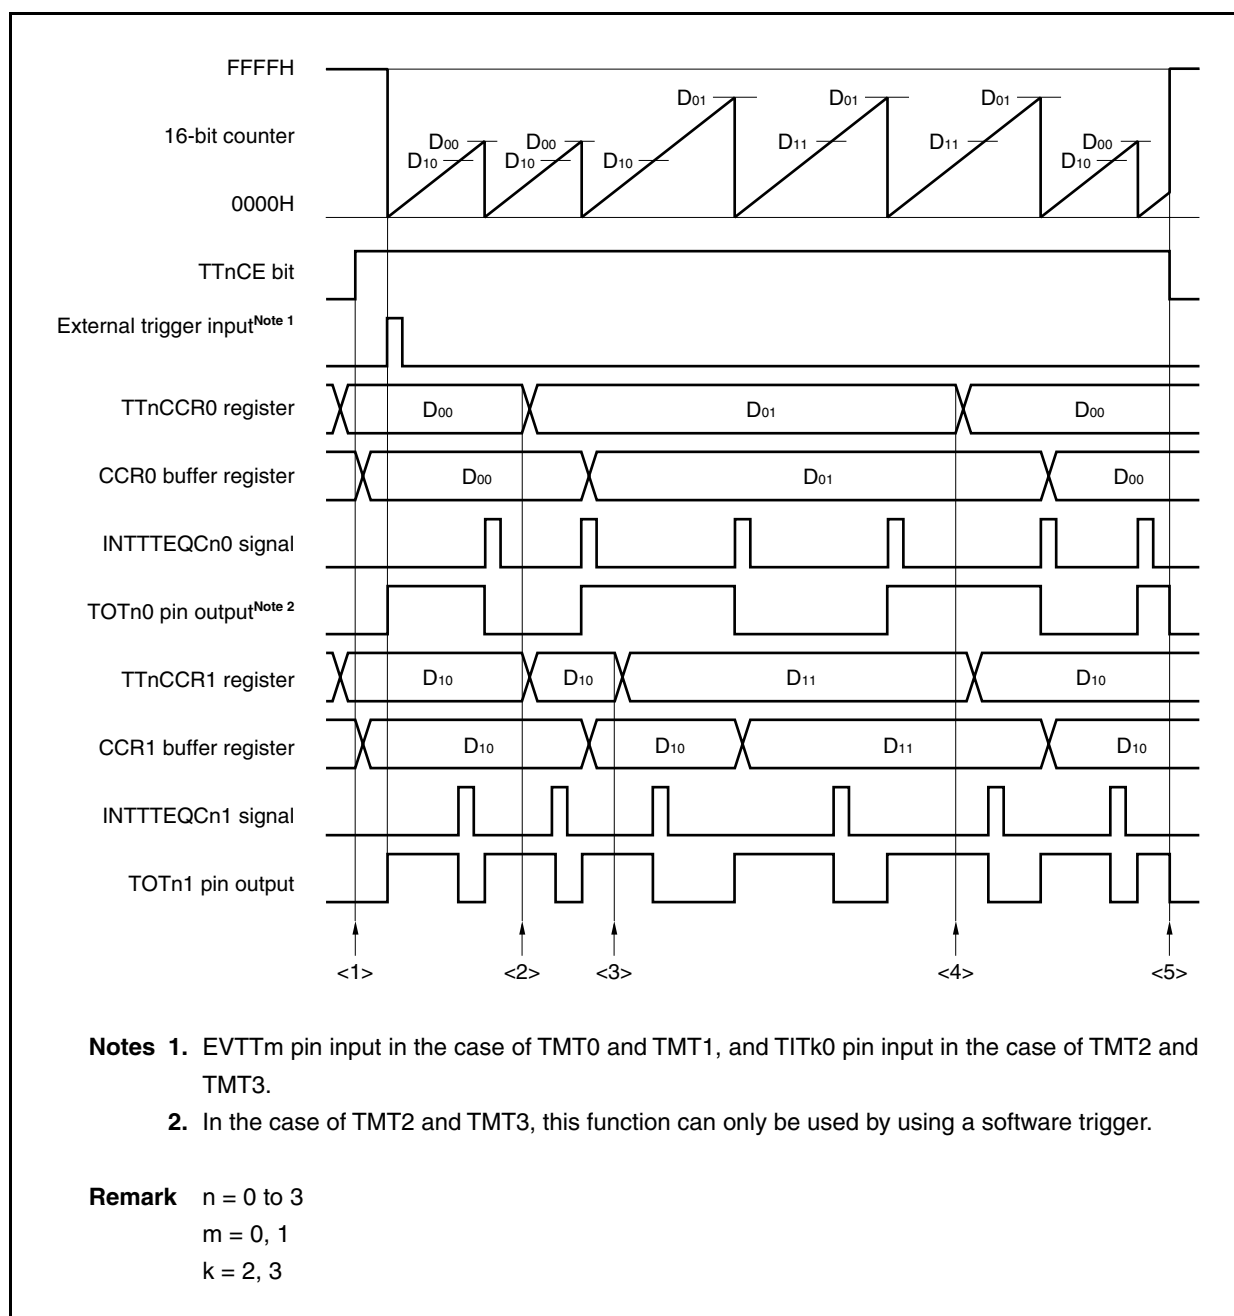 FFFFH
D01 D01 D01
16-bit counter
D00 D00 D11 D11 D00
D10 D10 D10 D10
0000H
TTnCE bit
External trigger inputNote 1
TTnCCR0 register D00 D01 D00
CCR0 buffer register D00 D01 D00
INTTTEQCn0 signal
TOTn0 pin outputNote 2
TTnCCR1 register D10 D10 D11 D10
CCR1 buffer register D10 D10 D11 D10
INTTTEQCn1 signal
TOTn1 pin output
<1> <2> <3> <4> <5>
Notes 1. EVTTm pin input in the case of TMT0 and TMT1, and TITk0 pin input in the case of TMT2 and
TMT3.
2. In the case of TMT2 and TMT3, this function can only be used by using a software trigger.
Remark n = 0 to 3
m = 0, 1
k = 2, 3